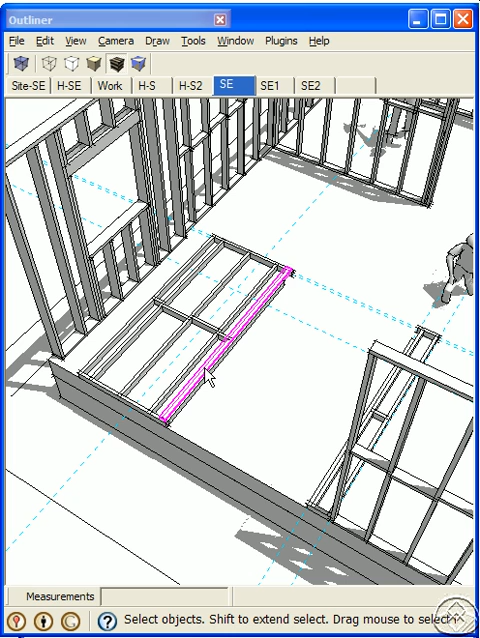 Outliner
File Edit View Camera Draw Tools Window Plugins Help
Site-SE H-SE Work H-S H-S2 SE SE1 SE2
Measurements
Select objects. Shift to extend select. Drag mouse to select